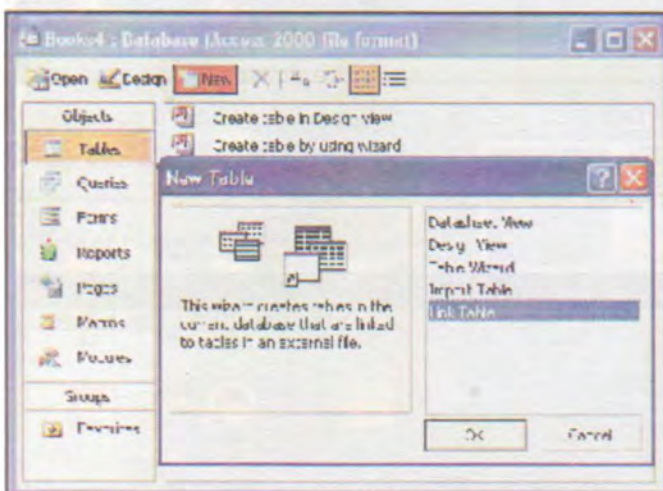 Books4 : Database (Access 2000 file format)
Open Design New
Objects
Tables
Queries
Forms
Reports
Pages
Macros
Modules
Groups
Favorites
Create table in Design view
Create table by using wizard
New Table
This wizard creates tables in the
current database that are linked
to tables in an external file.
Datasheet View
Design View
Table Wizard
Import Table
Link Table
OK Cancel